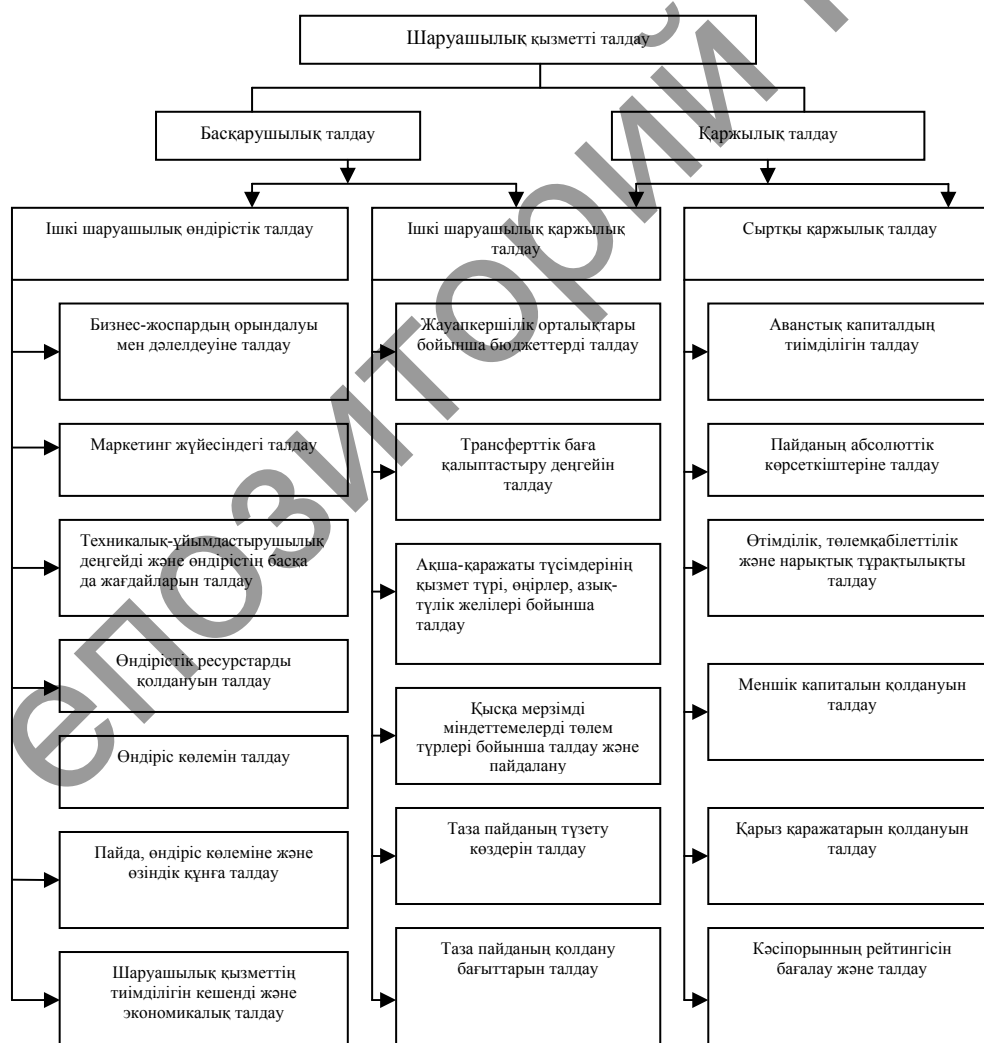 Шаруашылық қызметті талдау
Басқарушылық талдау
Қаржылық талдау
Ішкі шаруашылық өндірістік талдау
Ішкі шаруашылық қаржылық
талдау
Сыртқы қаржылық талдау
Бизнес-жоспардың орындалуы
мен дәлелдеуіне талдау
Маркетинг жүйесіндегі талдау
Техникалық-ұйымдастырушылық
деңгейді және өндірістің басқа
да жағдайларын талдау
Өндірістік ресурстарды
қолдануын талдау
Өндіріс көлемін талдау
Пайда, өндіріс көлеміне және
өзіндік құнға талдау
Шаруашылық қызметтің
тиімділігін кешенді және
экономикалық талдау
Жауапкершілік орталықтары
бойынша бюджеттерді талдау
Трансферттік баға
қалыптастыру деңгейін
талдау
Ақша-қаражаты түсімдерінің
қызмет түрі, өңірлер, азық-
түлік желілері бойынша
талдау
Қысқа мерзімді
міндеттемелерді төлем
түрлері бойынша талдау және
пайдалану
Таза пайданың түзету
көздерін талдау
Таза пайданың қолдану
бағыттарын талдау
Аванстық капиталдың
тиімділігін талдау
Пайданың абсолюттік
көрсеткіштеріне талдау
Өтімділік, төлемқабілеттілік
және нарықтық тұрақтылықты
талдау
Меншік капиталын қолдануын
талдау
Қарыз қаражатарын қолдануын
талдау
Кәсіпорынның рейтингісін
бағалау және талдау
епозиторий